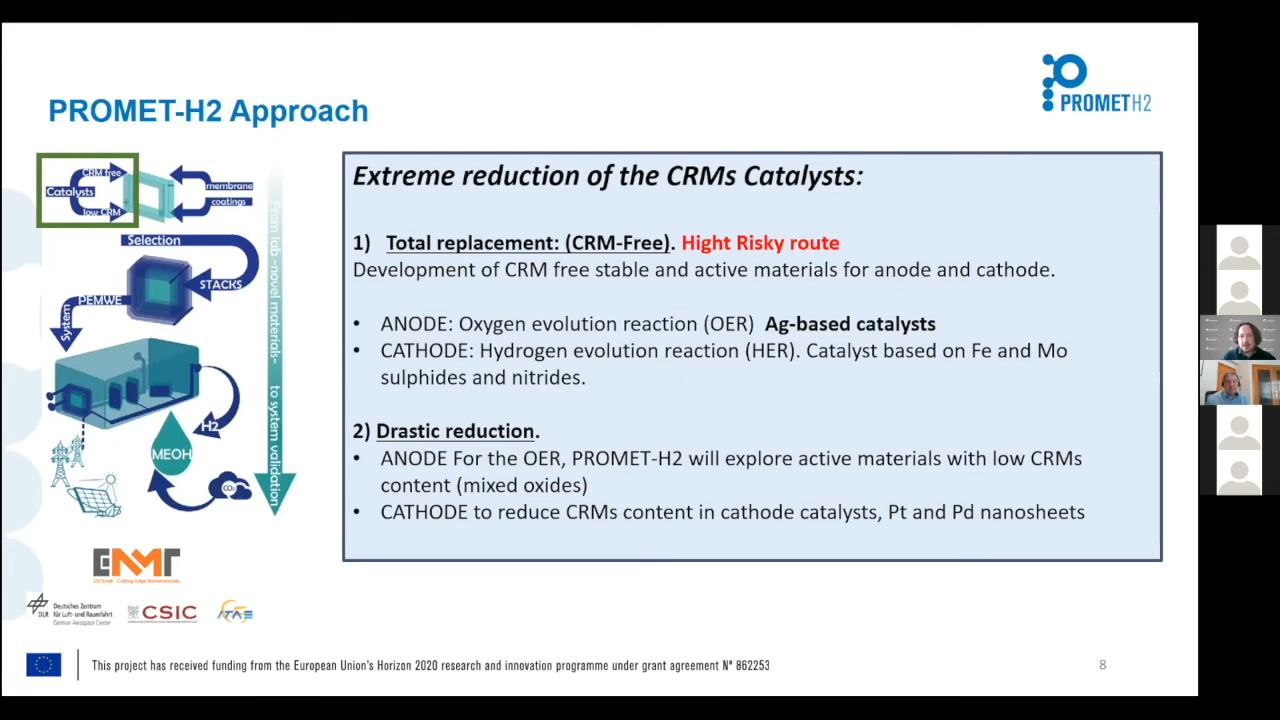 PROMETH2
PROMET-H2 Approach
CRM free
Catalysts
low CRM
membrane
coatings
Selection
STACKS
PEMWE
System
H2
MEOH
CO₂
From lab -novel materials- to system validation
Extreme reduction of the CRMs Catalysts:
1) Total replacement: (CRM-Free). Hight Risky route
Development of CRM free stable and active materials for anode and cathode.
• ANODE: Oxygen evolution reaction (OER) Ag-based catalysts
• CATHODE: Hydrogen evolution reaction (HER). Catalyst based on Fe and Mo
sulphides and nitrides.
2) Drastic reduction.
• ANODE For the OER, PROMET-H2 will explore active materials with low CRMs
content (mixed oxides)
• CATHODE to reduce CRMs content in cathode catalysts, Pt and Pd nanosheets
DLR
Deutsches Zentrum
für Luft- und Raumfahrt
German Aerospace Center
CSIC
ITAE
This project has received funding from the European Union's Horizon 2020 research and innovation programme under grant agreement Nº 862253
8